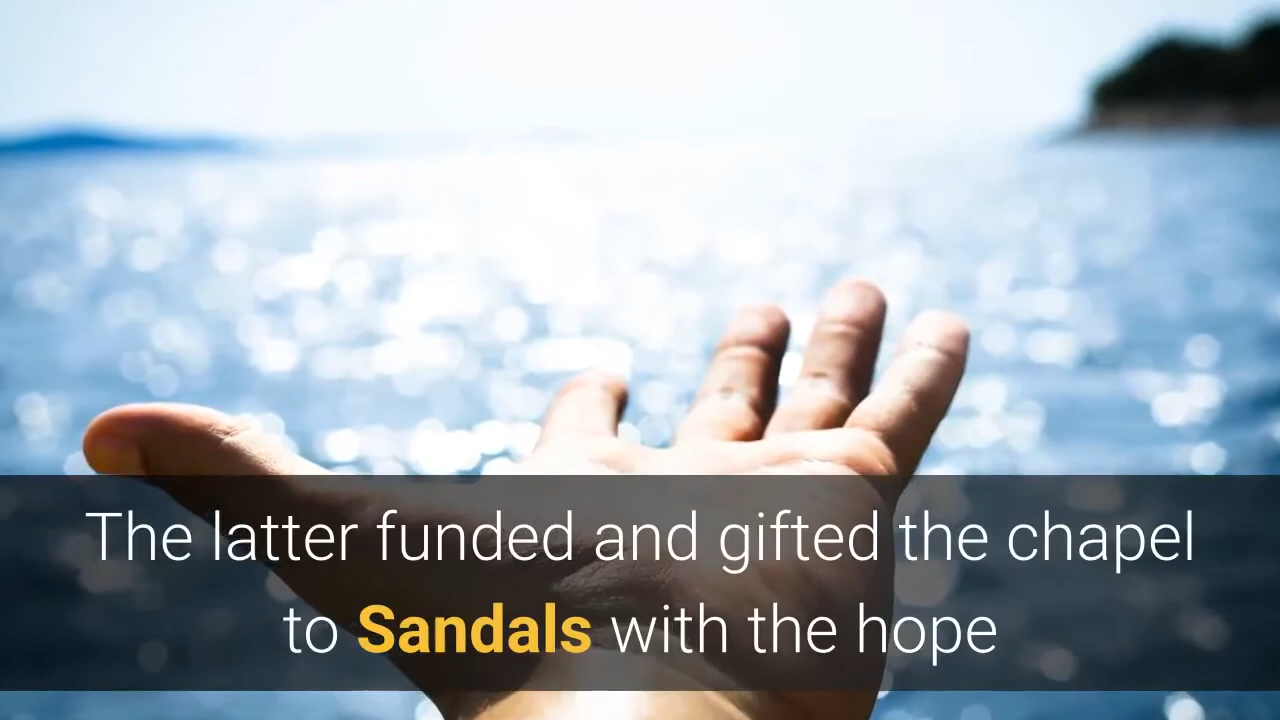 The latter funded and gifted the chapel
to Sandals with the hope